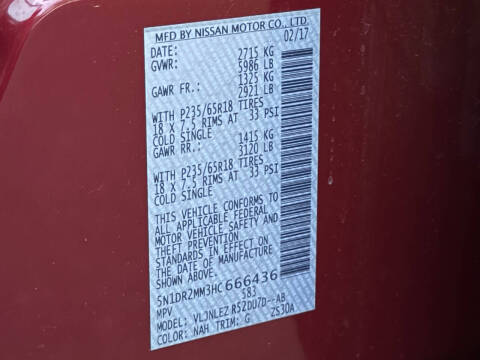 MFD BY NISSAN MOTOR CO., LTD.
DATE: 02/17
GVWR: 2715 KG
5986 LB
GAWR FR.: 1325 KG
2921 LB
WITH P235/65R18 TIRES
18 X 7.5 RIMS AT 33 PSI
COLD SINGLE
GAWR RR.: 1415 KG
3120 LB
WITH P235/65R18 TIRES
18 X 7.5 RIMS AT 33 PSI
COLD SINGLE
THIS VEHICLE CONFORMS TO
ALL APPLICABLE FEDERAL
MOTOR VEHICLE SAFETY AND
THEFT PREVENTION
STANDARDS IN EFFECT ON
THE DATE OF MANUFACTURE
5N1DR2MM3HC666436
MPV 583
MODEL: VLJNLEZ R52DU7D--AB
COLOR: NAH TRIM: G ZS30A